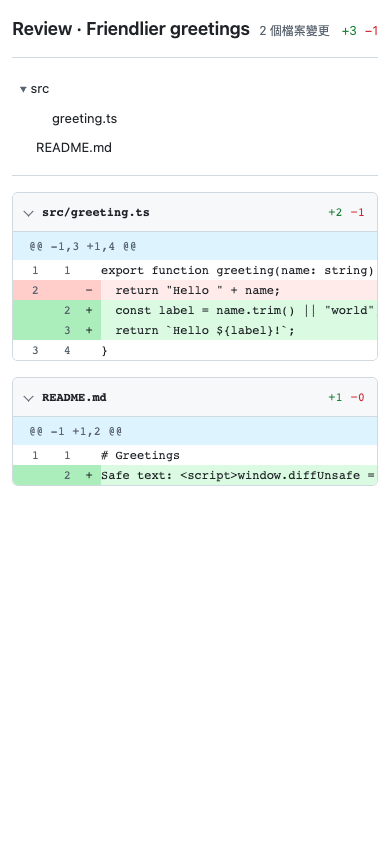 Review · Friendlier greetings 2 個檔案變更 +3 −1
▾ src
greeting.ts
README.md
src/greeting.ts +2 −1
@@ −1,3 +1,4 @@
1 1 export function greeting(name: string)
2 − return "Hello " + name;
2 + const label = name.trim() || "world"
3 + return `Hello ${label}!`;
3 4 }
README.md +1 −0
@@ −1 +1,2 @@
1 1 # Greetings
2 + Safe text: <script>window.diffUnsafe =